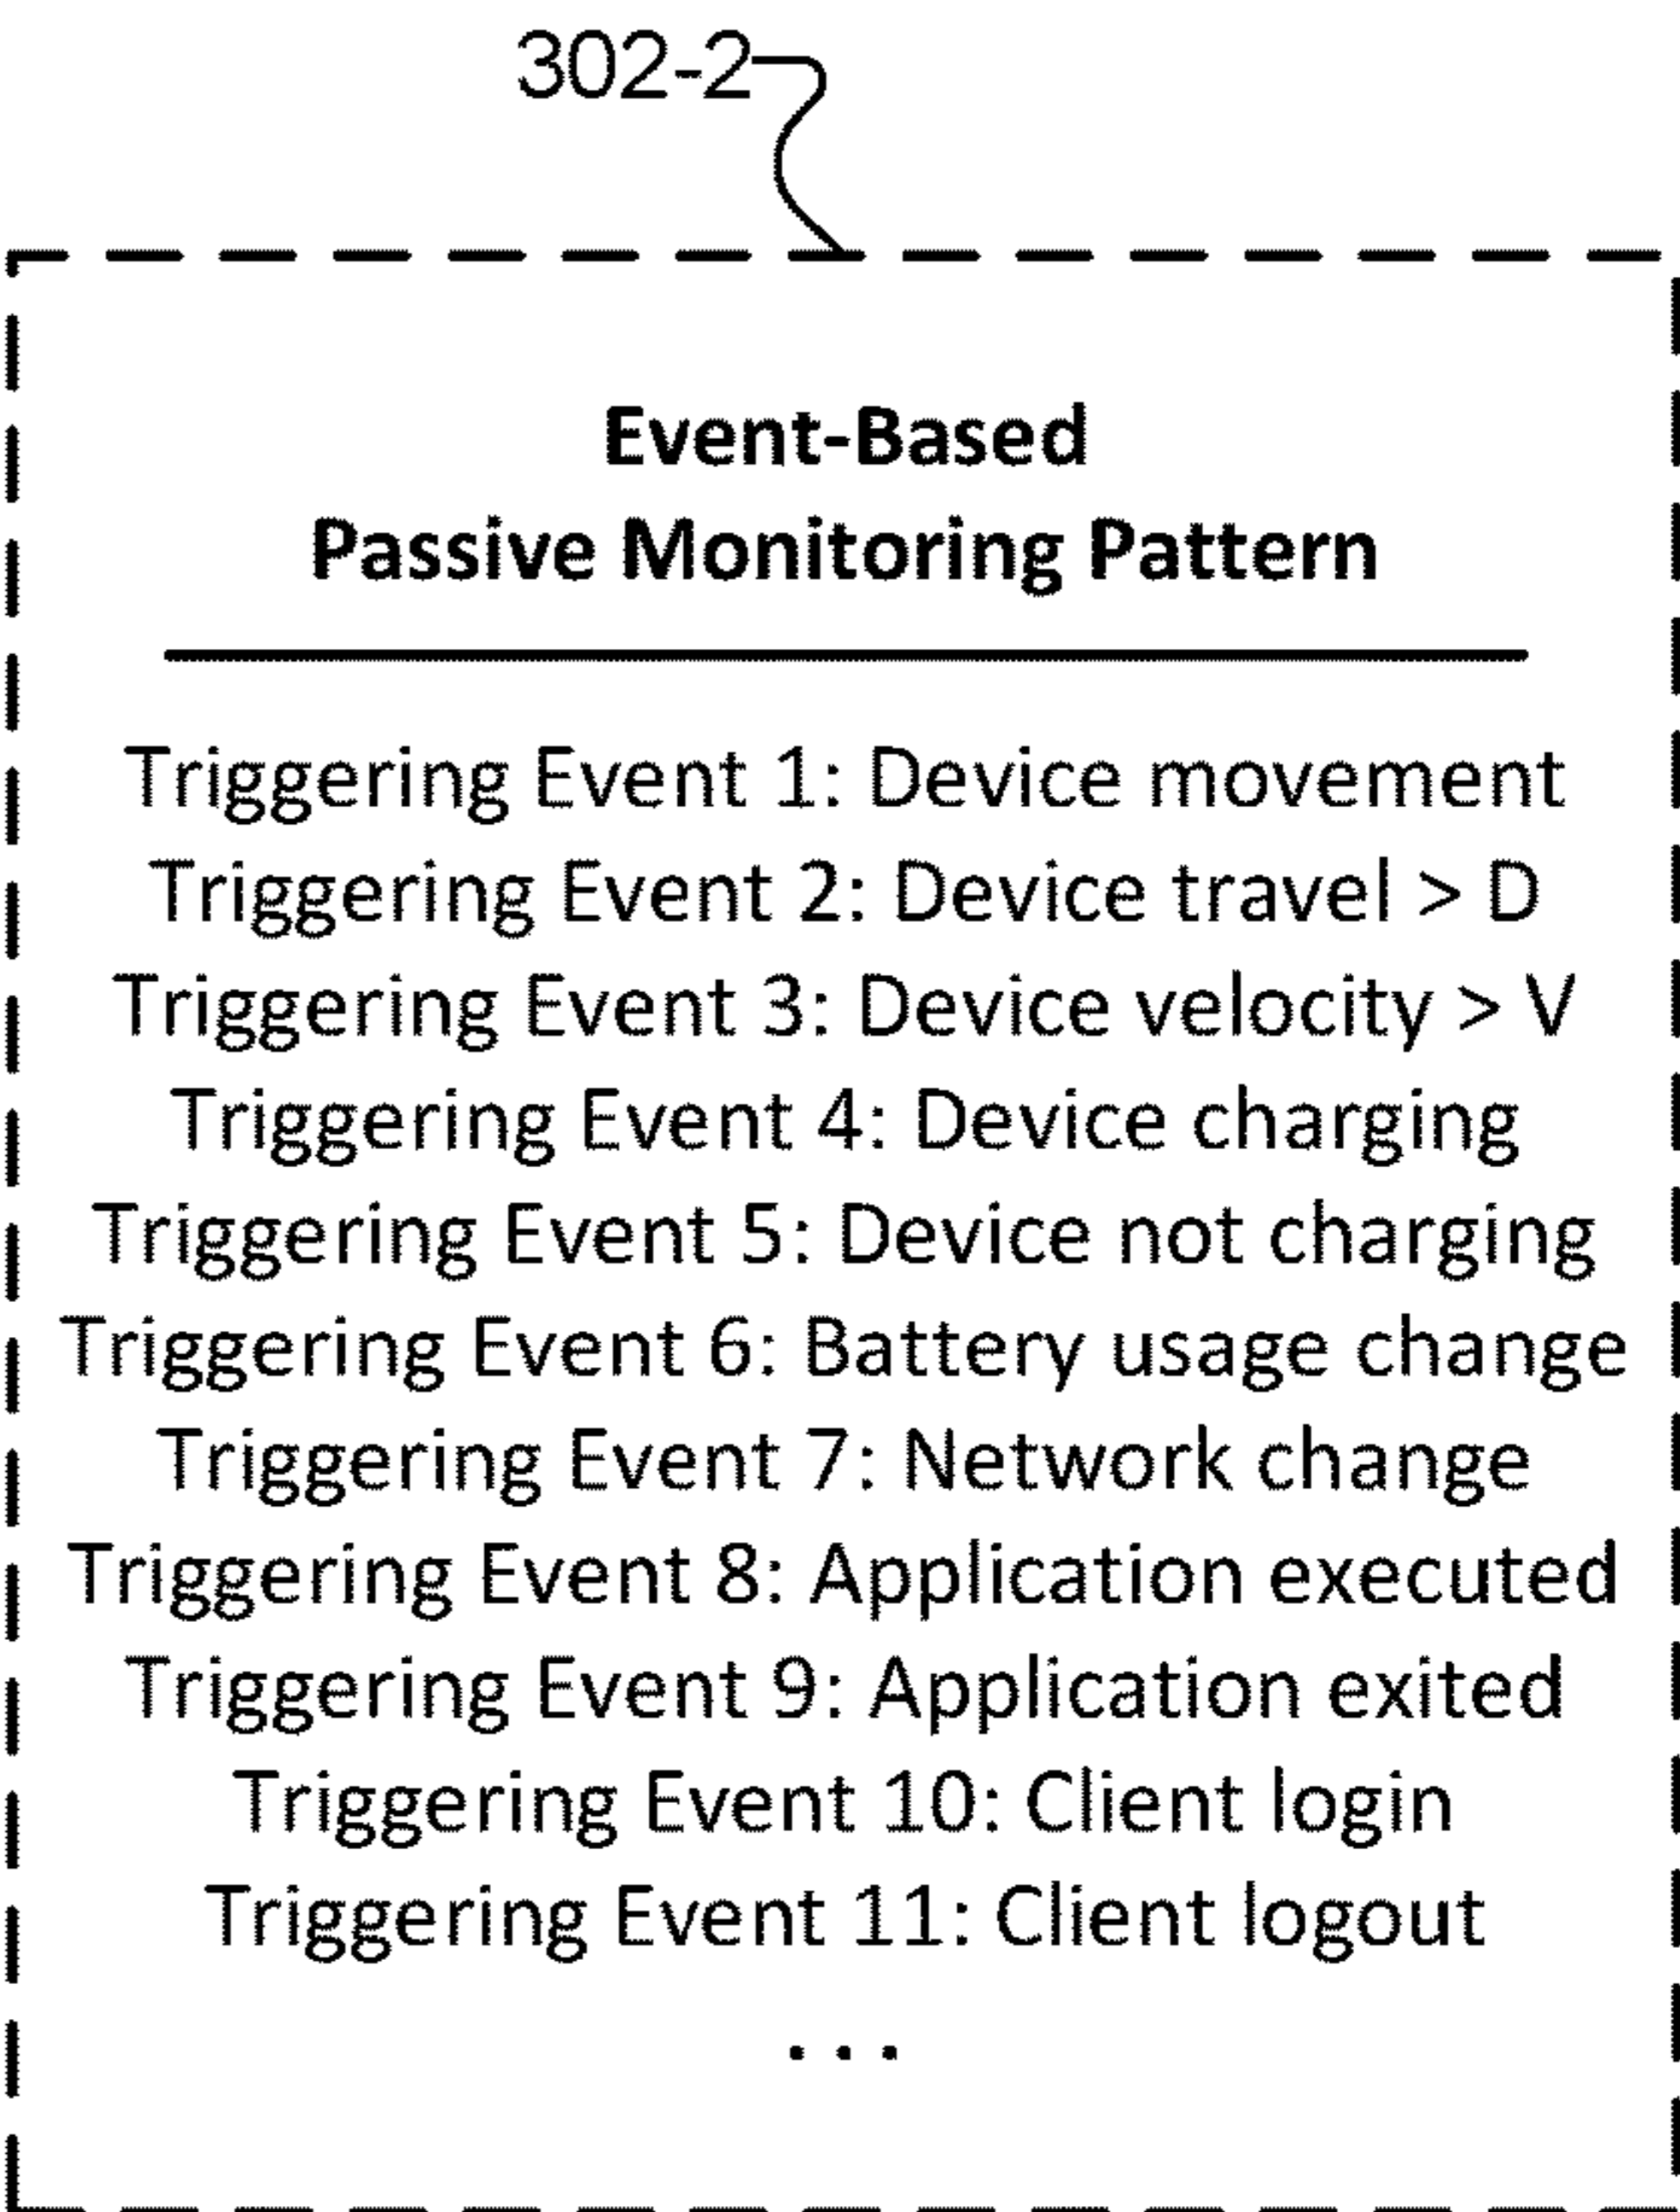 302-2
Event-Based
Passive Monitoring Pattern
Triggering Event 1: Device movement
Triggering Event 2: Device travel > D
Triggering Event 3: Device velocity > V
Triggering Event 4: Device charging
Triggering Event 5: Device not charging
Triggering Event 6: Battery usage change
Triggering Event 7: Network change
Triggering Event 8: Application executed
Triggering Event 9: Application exited
Triggering Event 10: Client login
Triggering Event 11: Client logout
...